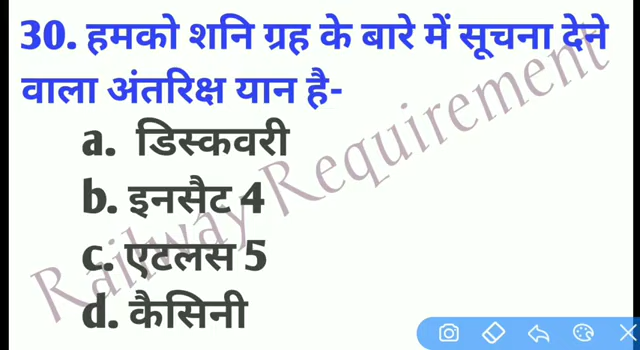 30. हमको शनि ग्रह के बारे में सूचना देने
वाला अंतरिक्ष यान है-
a. डिस्कवरी
b. इनसैट 4
c. एटलस 5
d. कैसिनी
Railway Requirement